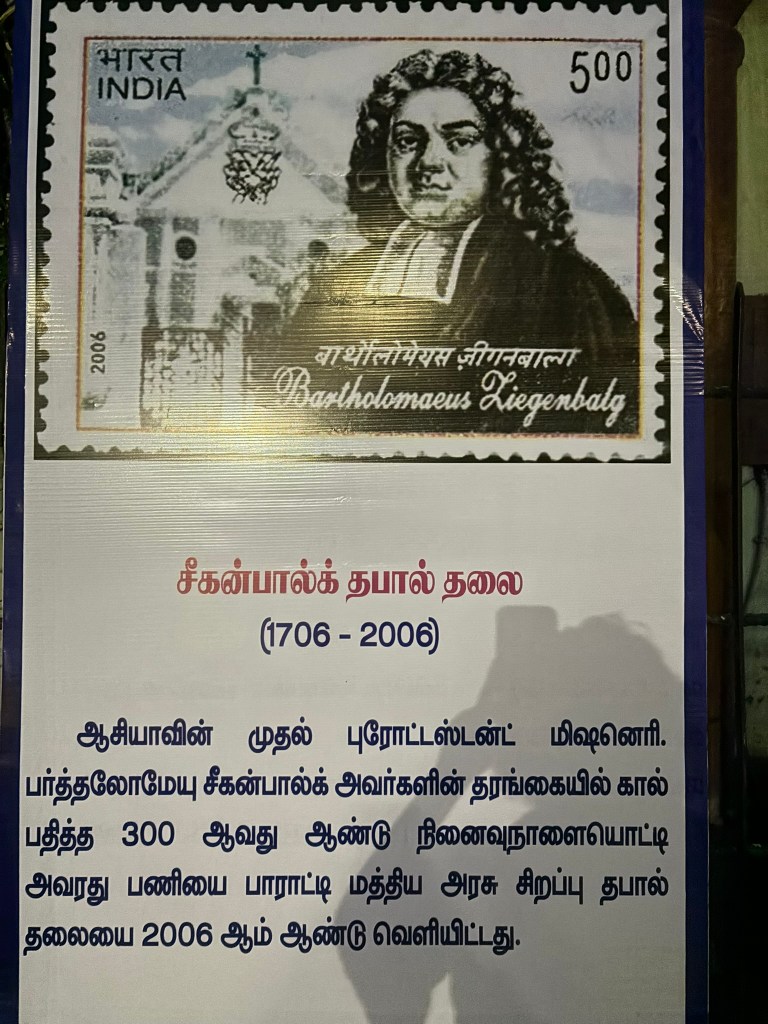 भारत
INDIA
500
2006
बार्थोलोमेयस ज़ीगनबाल्ग
Bartholomaeus Ziegenbalg
சீகன்பால்க் தபால் தலை
(1706 - 2006)
ஆசியாவின் முதல் புரோட்டஸ்டன்ட் மிஷனெரி.
பர்த்தலோமேயு சீகன்பால்க் அவர்களின் தரங்கையில் கால்
பதித்த 300 ஆவது ஆண்டு நினைவுநாளையொட்டி
அவரது பணியை பாராட்டி மத்திய அரசு சிறப்பு தபால்
தலையை 2006 ஆம் ஆண்டு வெளியிட்டது.